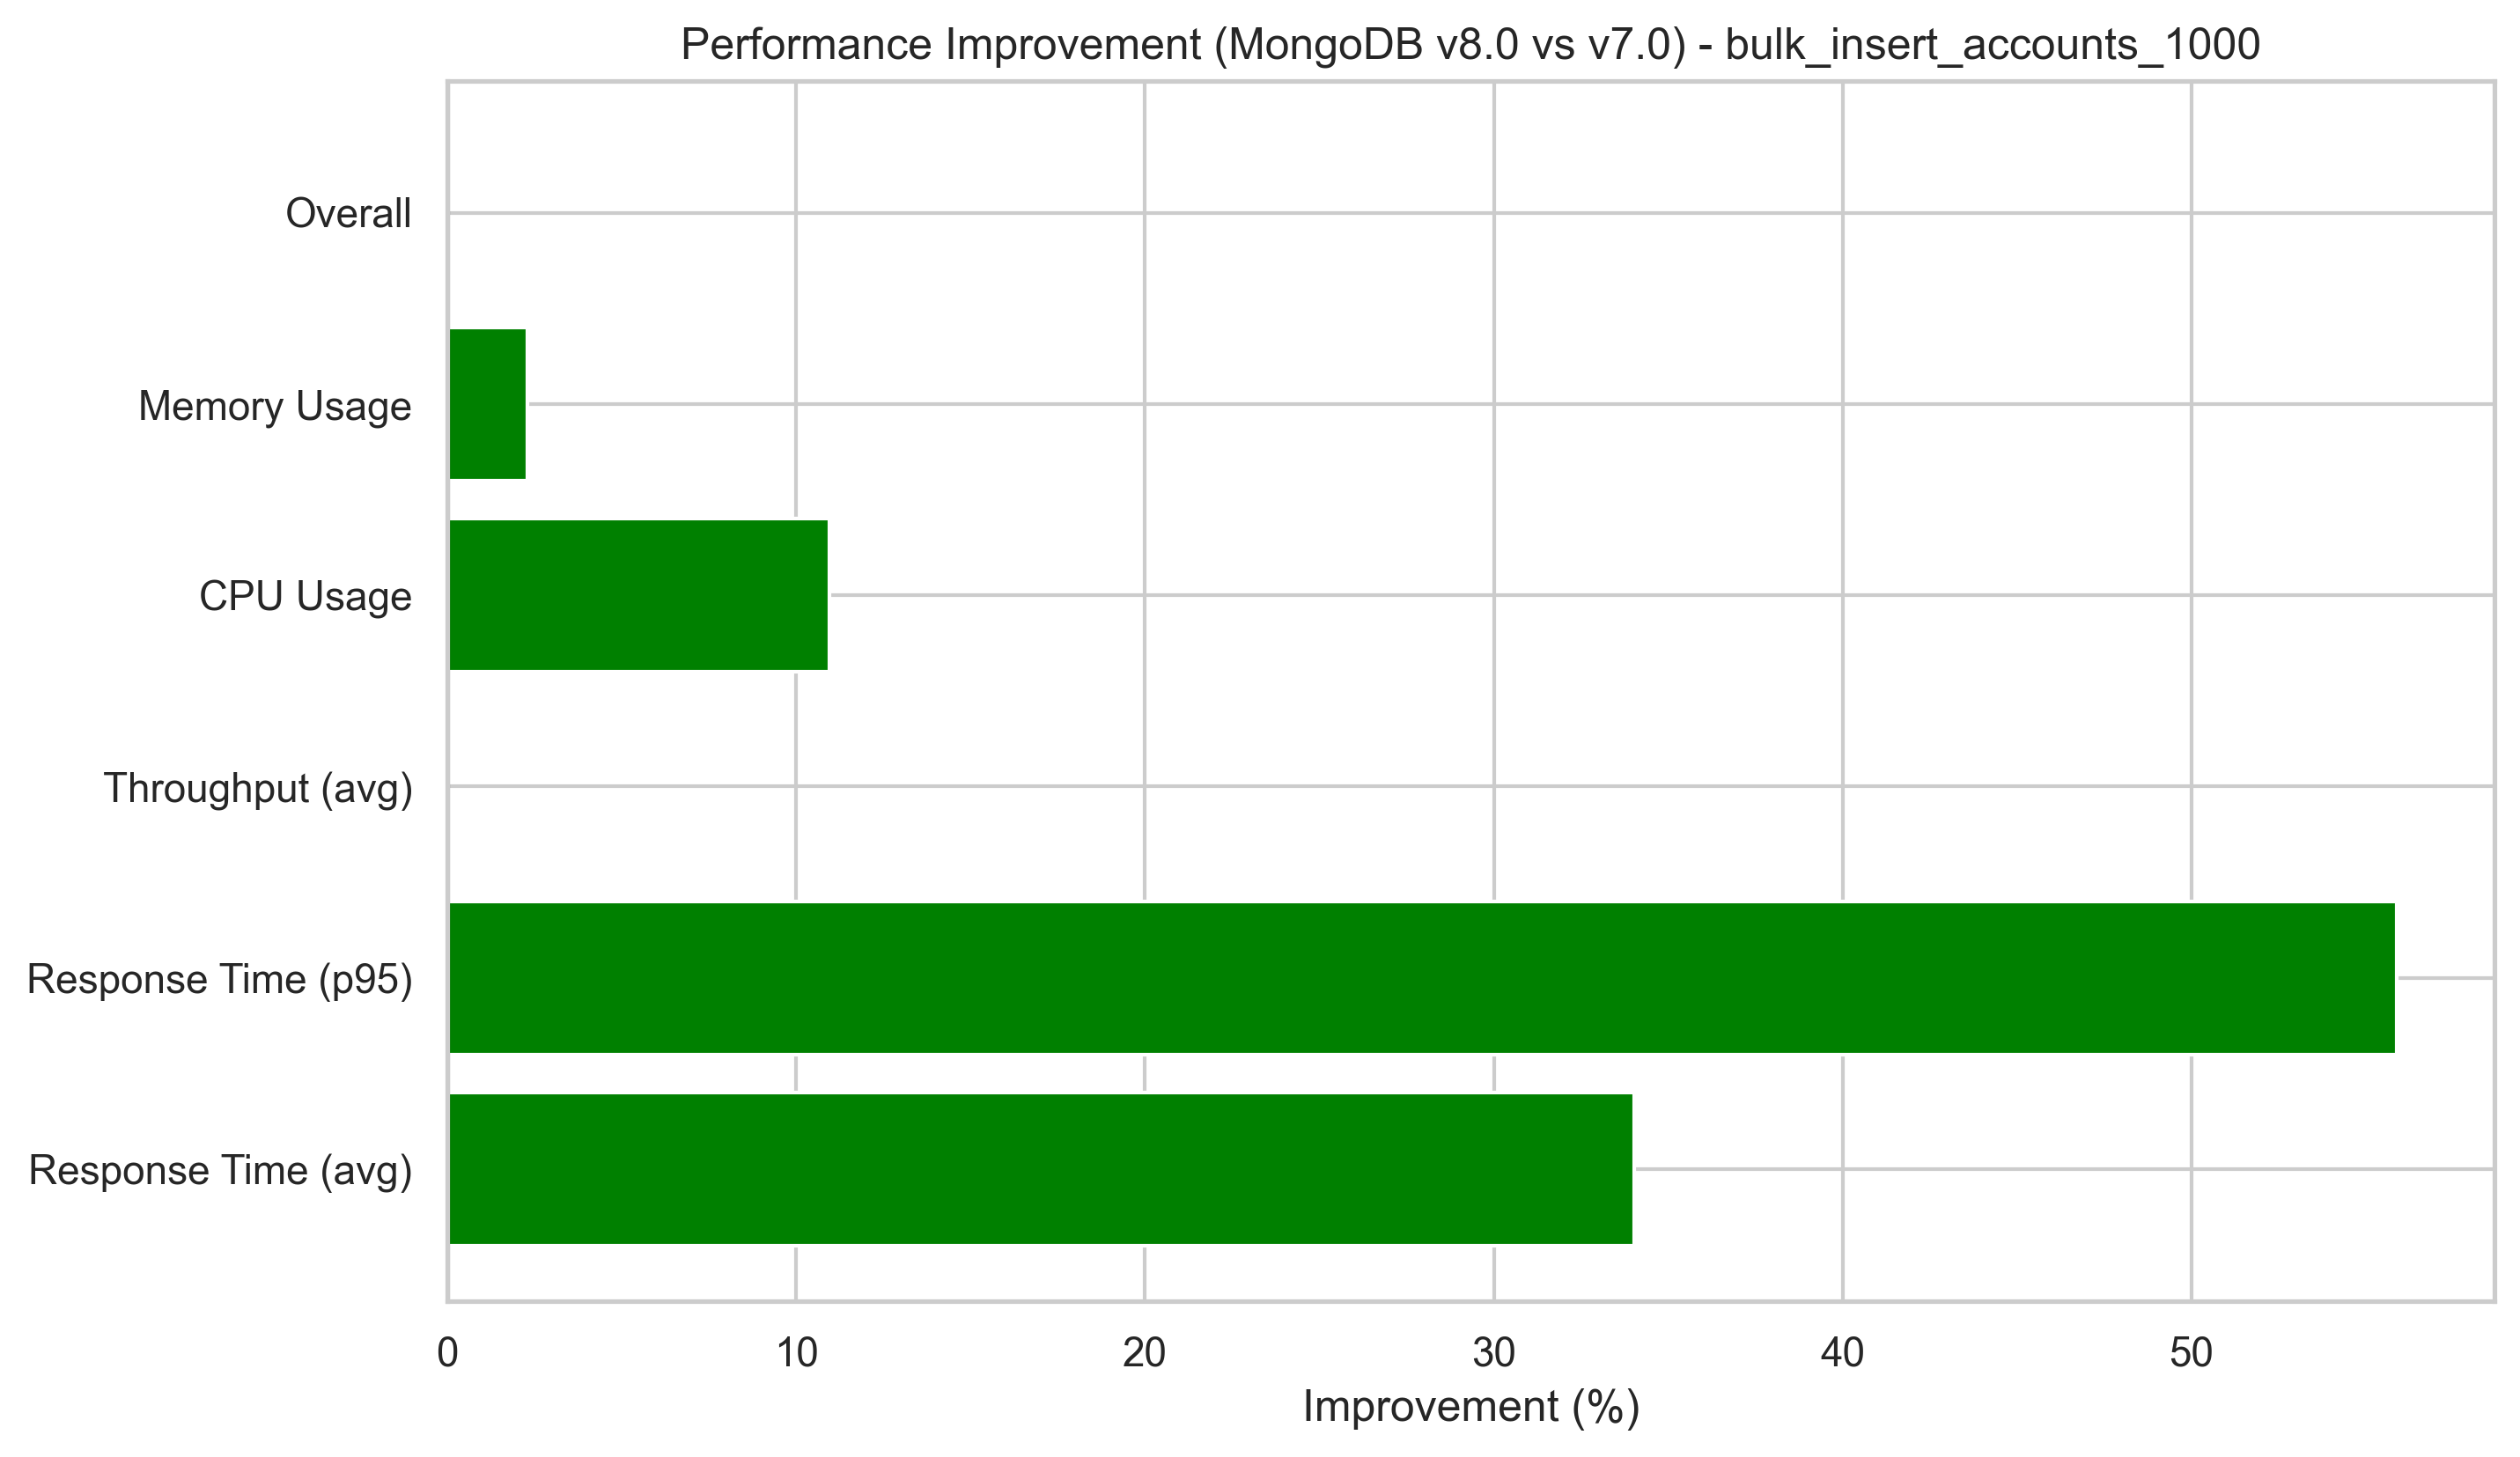 Performance Improvement (MongoDB v8.0 vs v7.0) - bulk_insert_accounts_1000
Overall
Memory Usage
CPU Usage
Throughput (avg)
Response Time (p95)
Response Time (avg)
0 10 20 30 40 50
Improvement (%)